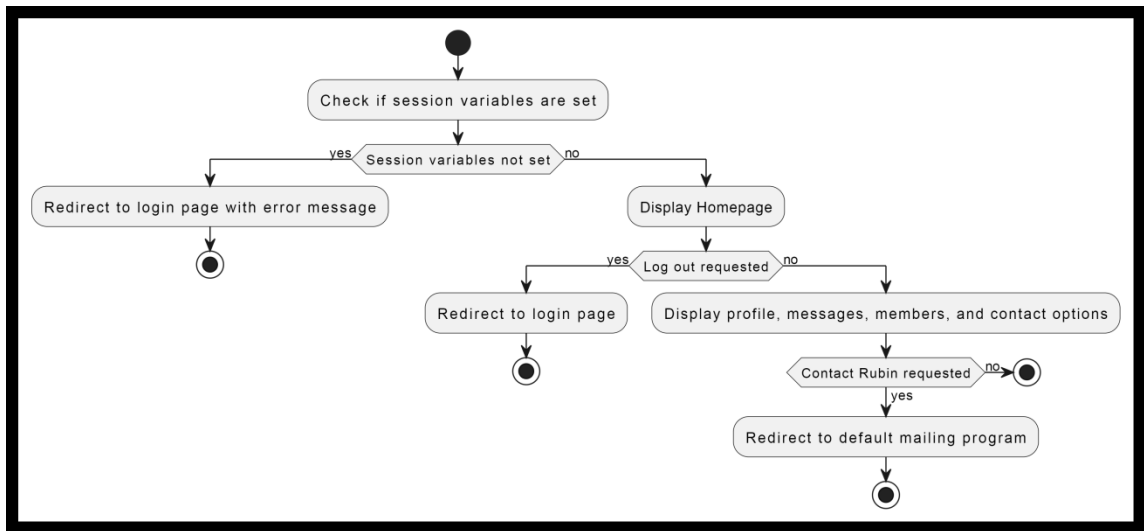 Check if session variables are set
yes
Session variables not set
no
Redirect to login page with error message
Display Homepage
yes
Log out requested
no
Redirect to login page
Display profile, messages, members, and contact options
Contact Rubin requested
no
yes
Redirect to default mailing program